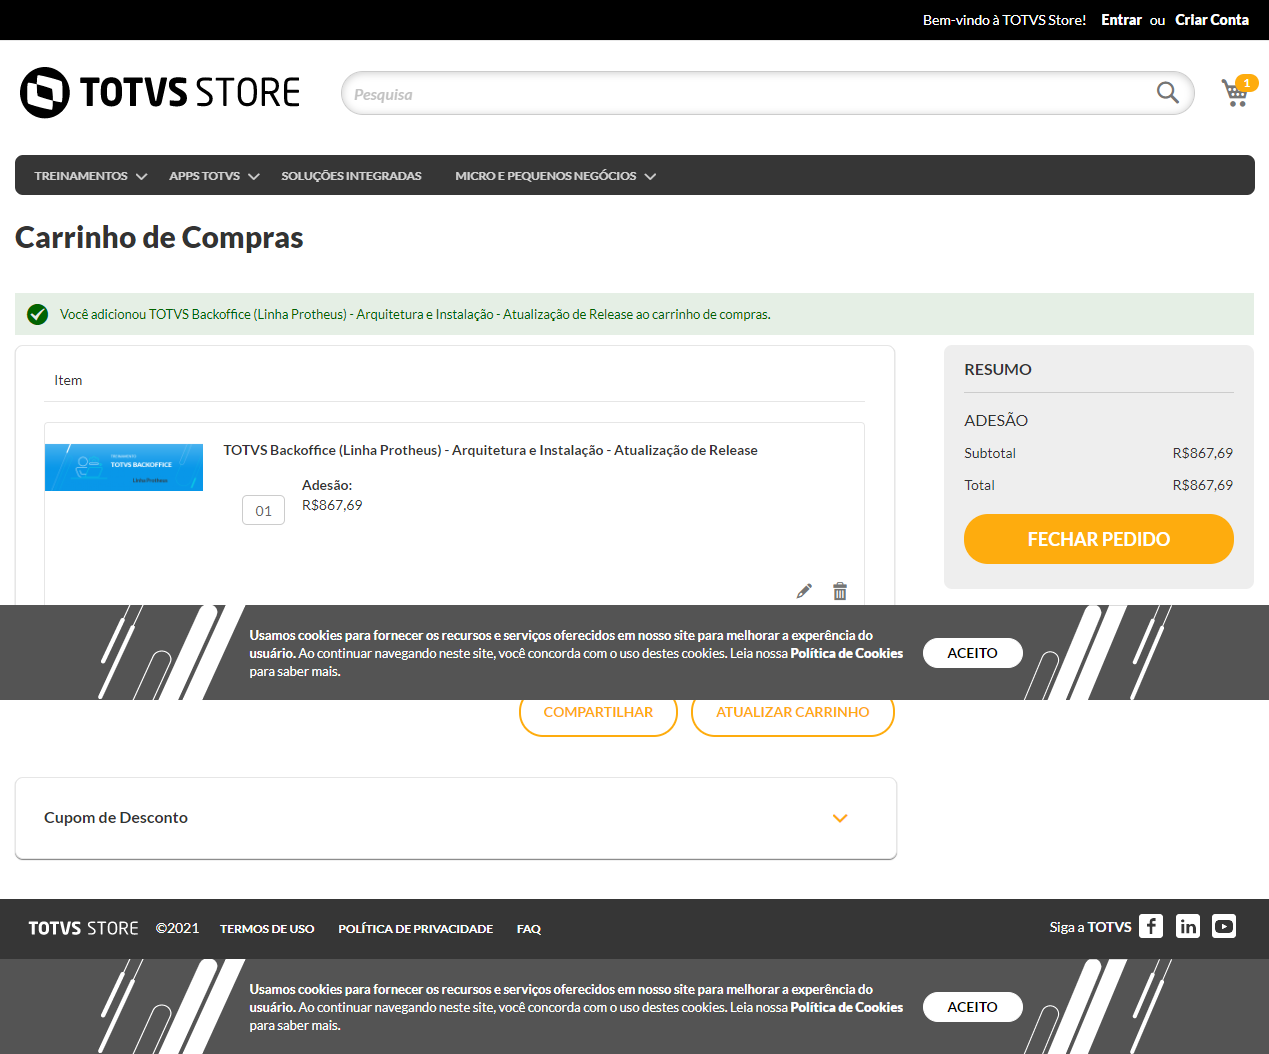 Bem-vindo à TOTVS Store! Entrar ou Criar Conta
TOTVS STORE
Pesquisa
1
TREINAMENTOS APPS TOTVS SOLUÇÕES INTEGRADAS MICRO E PEQUENOS NEGÓCIOS
Carrinho de Compras
Você adicionou TOTVS Backoffice (Linha Protheus) - Arquitetura e Instalação - Atualização de Release ao carrinho de compras.
Item
TOTVS BACKOFFICE
Linha Protheus
TOTVS Backoffice (Linha Protheus) - Arquitetura e Instalação - Atualização de Release
Adesão:
01
R$867,69
RESUMO
ADESÃO
Subtotal R$867,69
Total R$867,69
FECHAR PEDIDO
Usamos cookies para fornecer os recursos e serviços oferecidos em nosso site para melhorar a experência do
usuário. Ao continuar navegando neste site, você concorda com o uso destes cookies. Leia nossa Política de Cookies
para saber mais.
ACEITO
COMPARTILHAR ATUALIZAR CARRINHO
Cupom de Desconto
TOTVS STORE ©2021 TERMOS DE USO POLÍTICA DE PRIVACIDADE FAQ
Siga a TOTVS
Usamos cookies para fornecer os recursos e serviços oferecidos em nosso site para melhorar a experência do
usuário. Ao continuar navegando neste site, você concorda com o uso destes cookies. Leia nossa Política de Cookies
para saber mais.
ACEITO